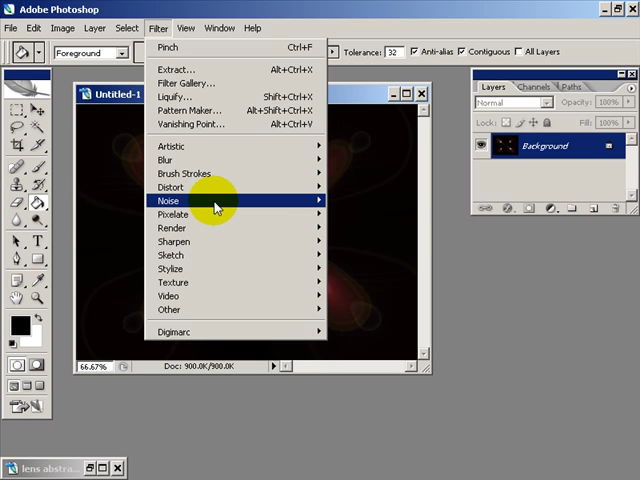 Adobe Photoshop
File Edit Image Layer Select Filter View Window Help
Foreground Tolerance: 32 Anti-alias Contiguous All Layers
Pinch Ctrl+F
Extract... Alt+Ctrl+X
Filter Gallery...
Liquify... Shift+Ctrl+X
Pattern Maker... Alt+Shift+Ctrl+X
Vanishing Point... Alt+Ctrl+V
Artistic
Blur
Brush Strokes
Distort
Noise
Pixelate
Render
Sharpen
Sketch
Stylize
Texture
Video
Other
Digimarc
Untitled-1
66.67% Doc: 900.0K/900.0K
Layers Channels Paths
Normal Opacity: 100%
Lock: Fill: 100%
Background
T
lens abstra...